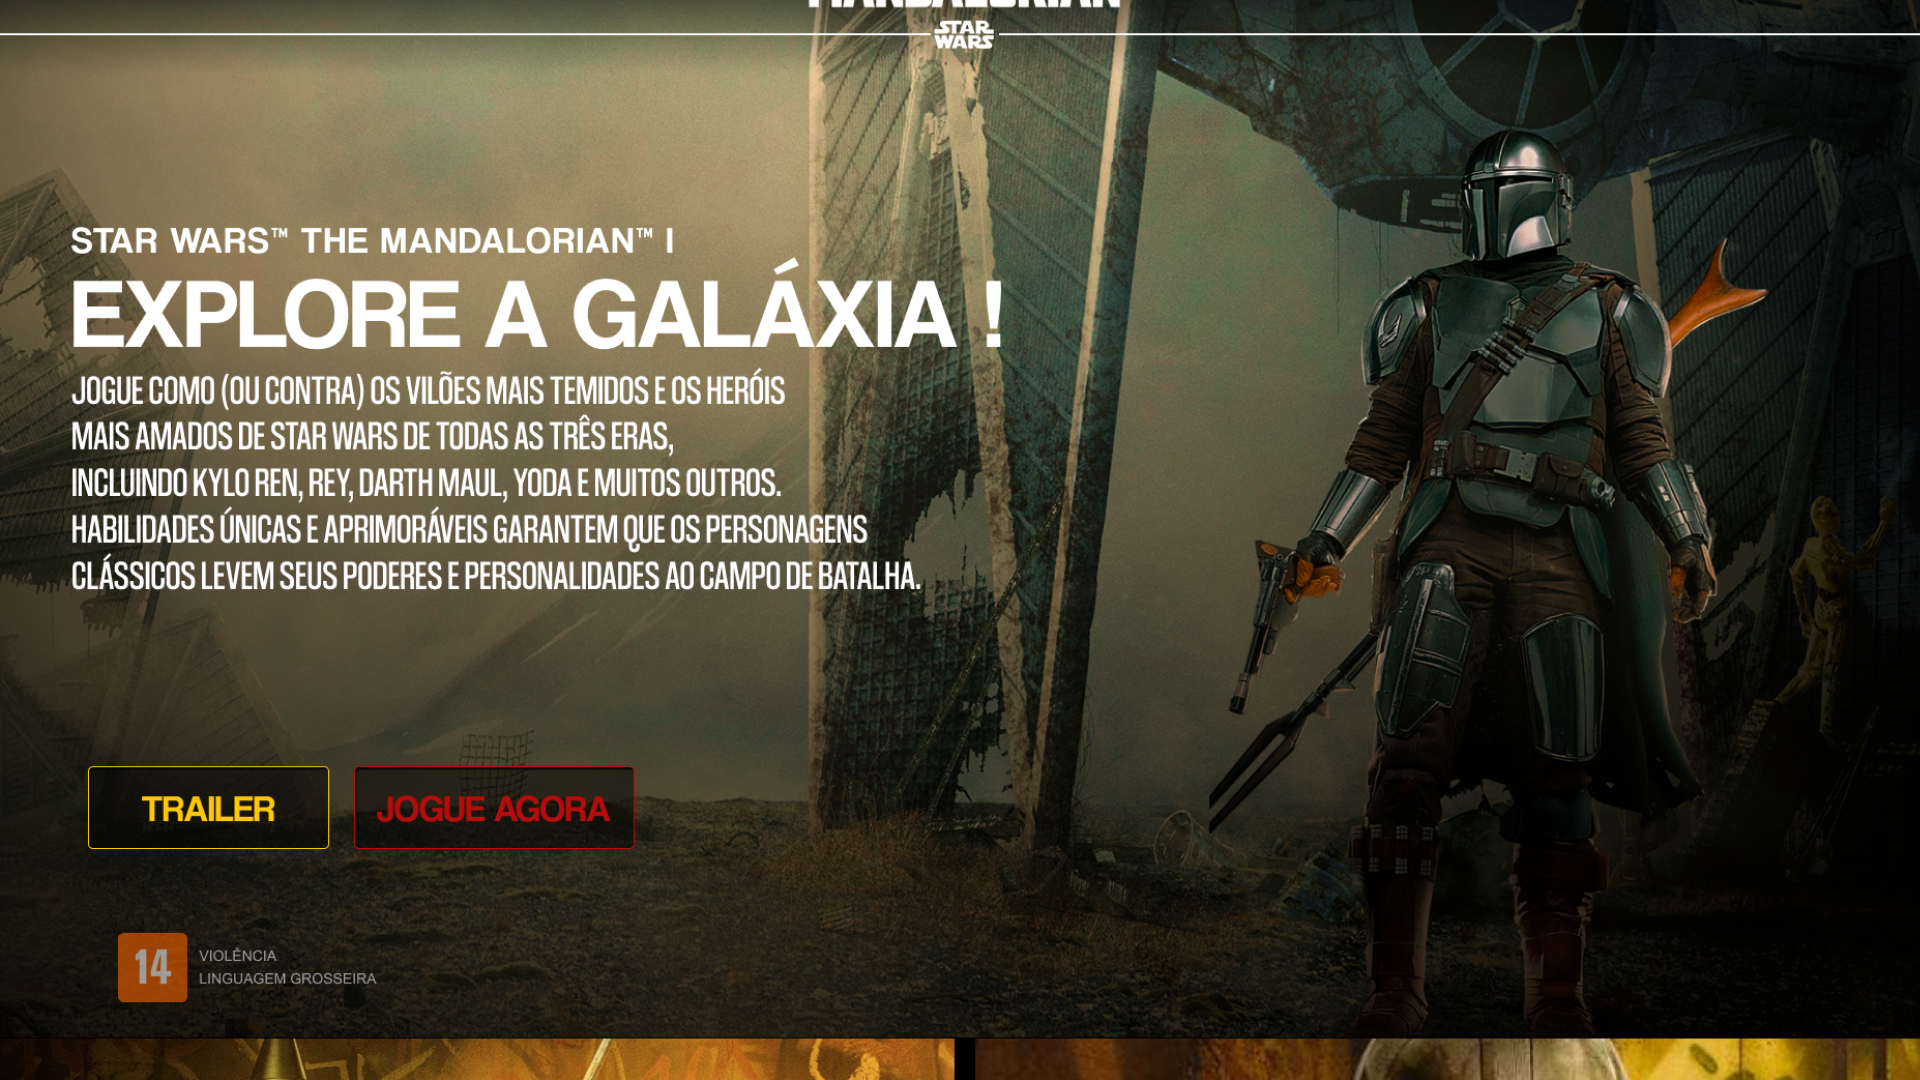 MANDALORIAN
STAR
WARS
STAR WARS™ THE MANDALORIAN™ I
EXPLORE A GALÁXIA !
JOGUE COMO (OU CONTRA) OS VILÕES MAIS TEMIDOS E OS HERÓIS
MAIS AMADOS DE STAR WARS DE TODAS AS TRÊS ERAS,
INCLUINDO KYLO REN, REY, DARTH MAUL, YODA E MUITOS OUTROS.
HABILIDADES ÚNICAS E APRIMORÁVEIS GARANTEM QUE OS PERSONAGENS
CLÁSSICOS LEVEM SEUS PODERES E PERSONALIDADES AO CAMPO DE BATALHA.
TRAILER
JOGUE AGORA
14
VIOLÊNCIA
LINGUAGEM GROSSEIRA